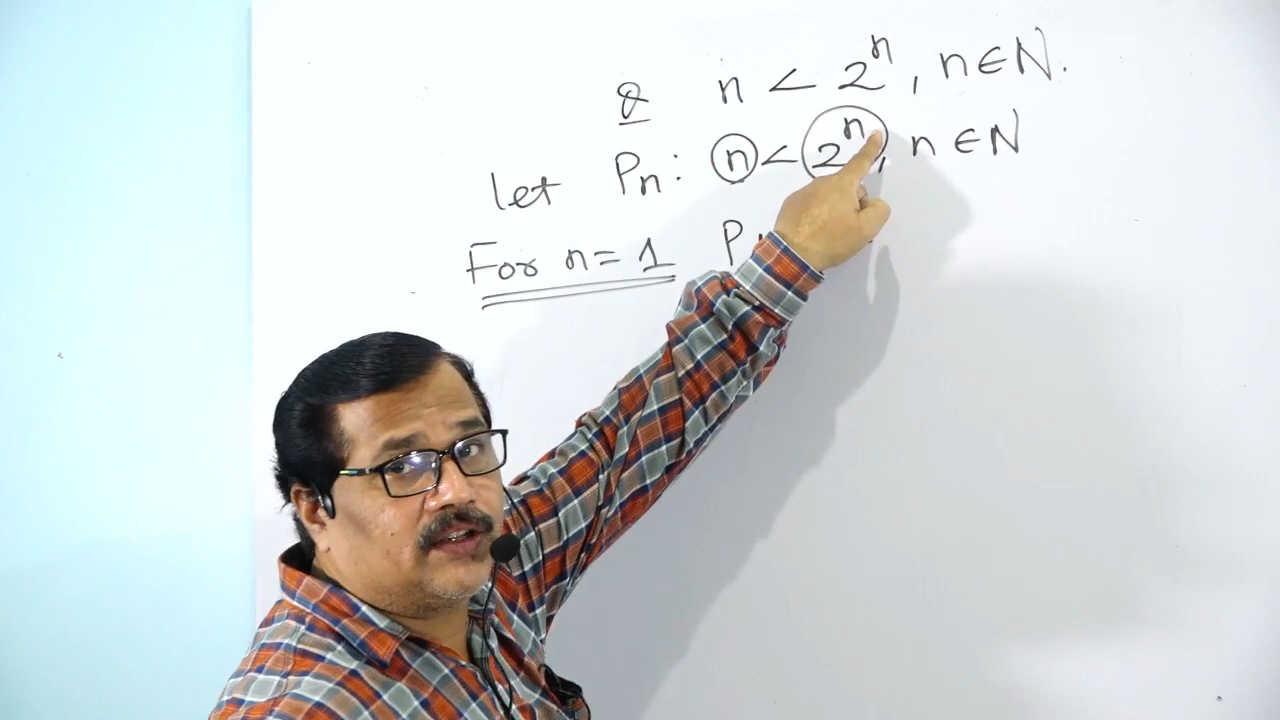 Q n < 2ⁿ, n ∈ N.
let Pn: n < 2ⁿ, n ∈ N
For n = 1 P